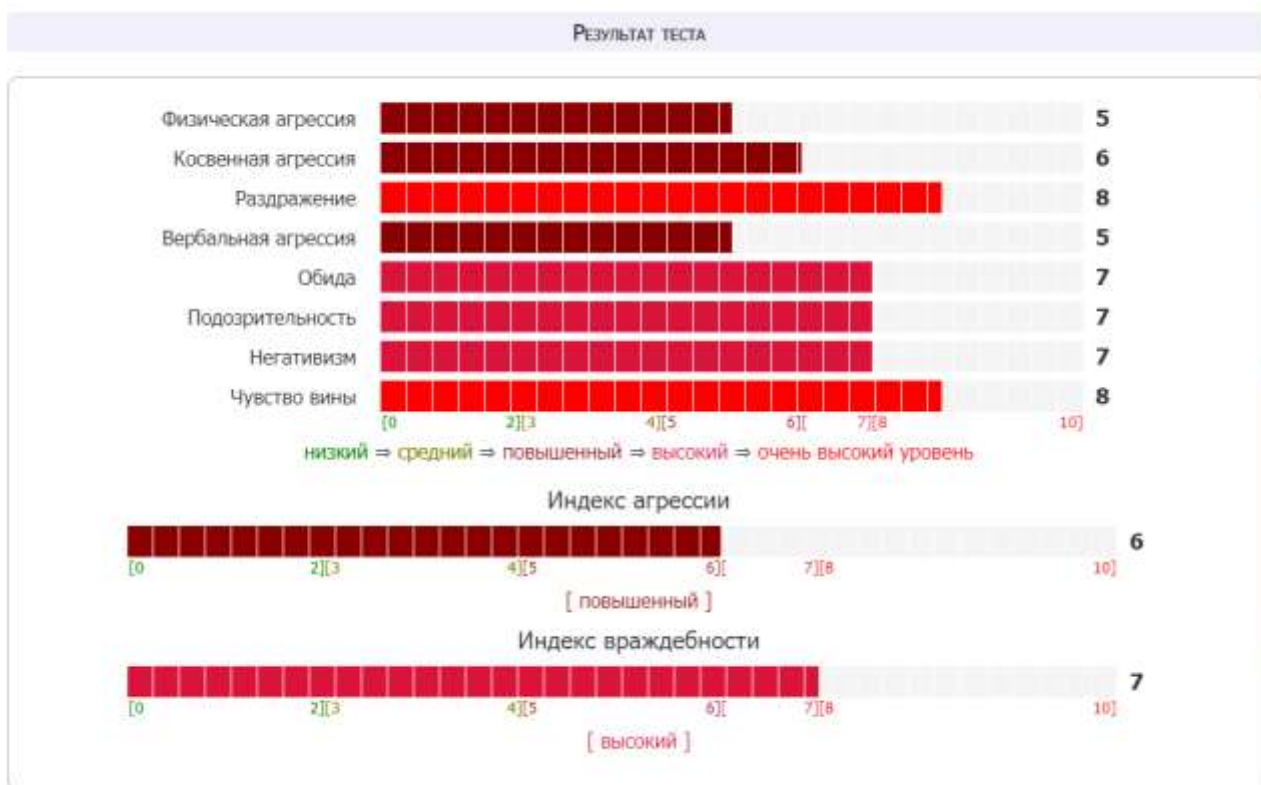 Результат теста
Физическая агрессия 5
Косвенная агрессия 6
Раздражение 8
Вербальная агрессия 5
Обида 7
Подозрительность 7
Негативизм 7
Чувство вины 8
[0 2][3 4][5 6][ 7][8 10]
низкий ⇒ средний ⇒ повышенный ⇒ высокий ⇒ очень высокий уровень
Индекс агрессии
6
[0 2][3 4][5 6][ 7][8 10]
[ повышенный ]
Индекс враждебности
7
[0 2][3 4][5 6][ 7][8 10]
[ высокий ]